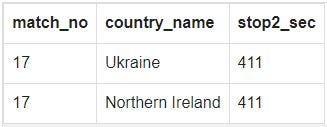 match_no country_name stop2_sec
17 Ukraine 411
17 Northern Ireland 411